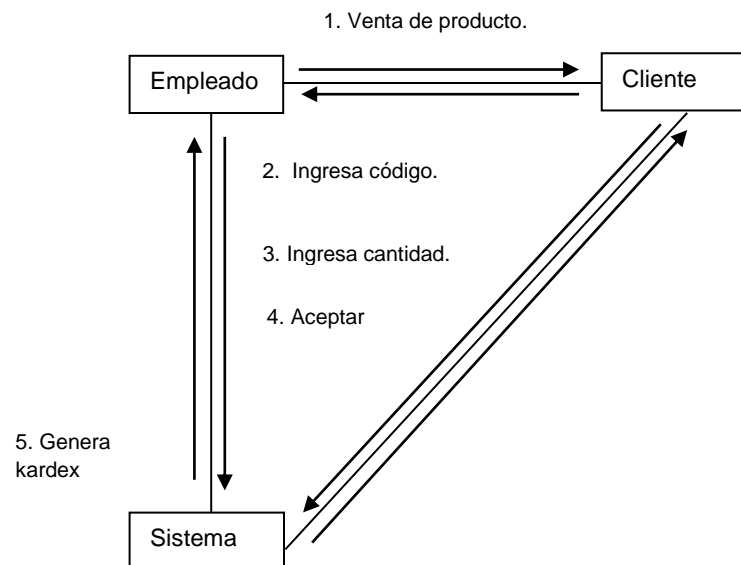 1. Venta de producto.
Empleado
Cliente
2. Ingresa código.
3. Ingresa cantidad.
4. Aceptar
5. Genera
kardex
Sistema